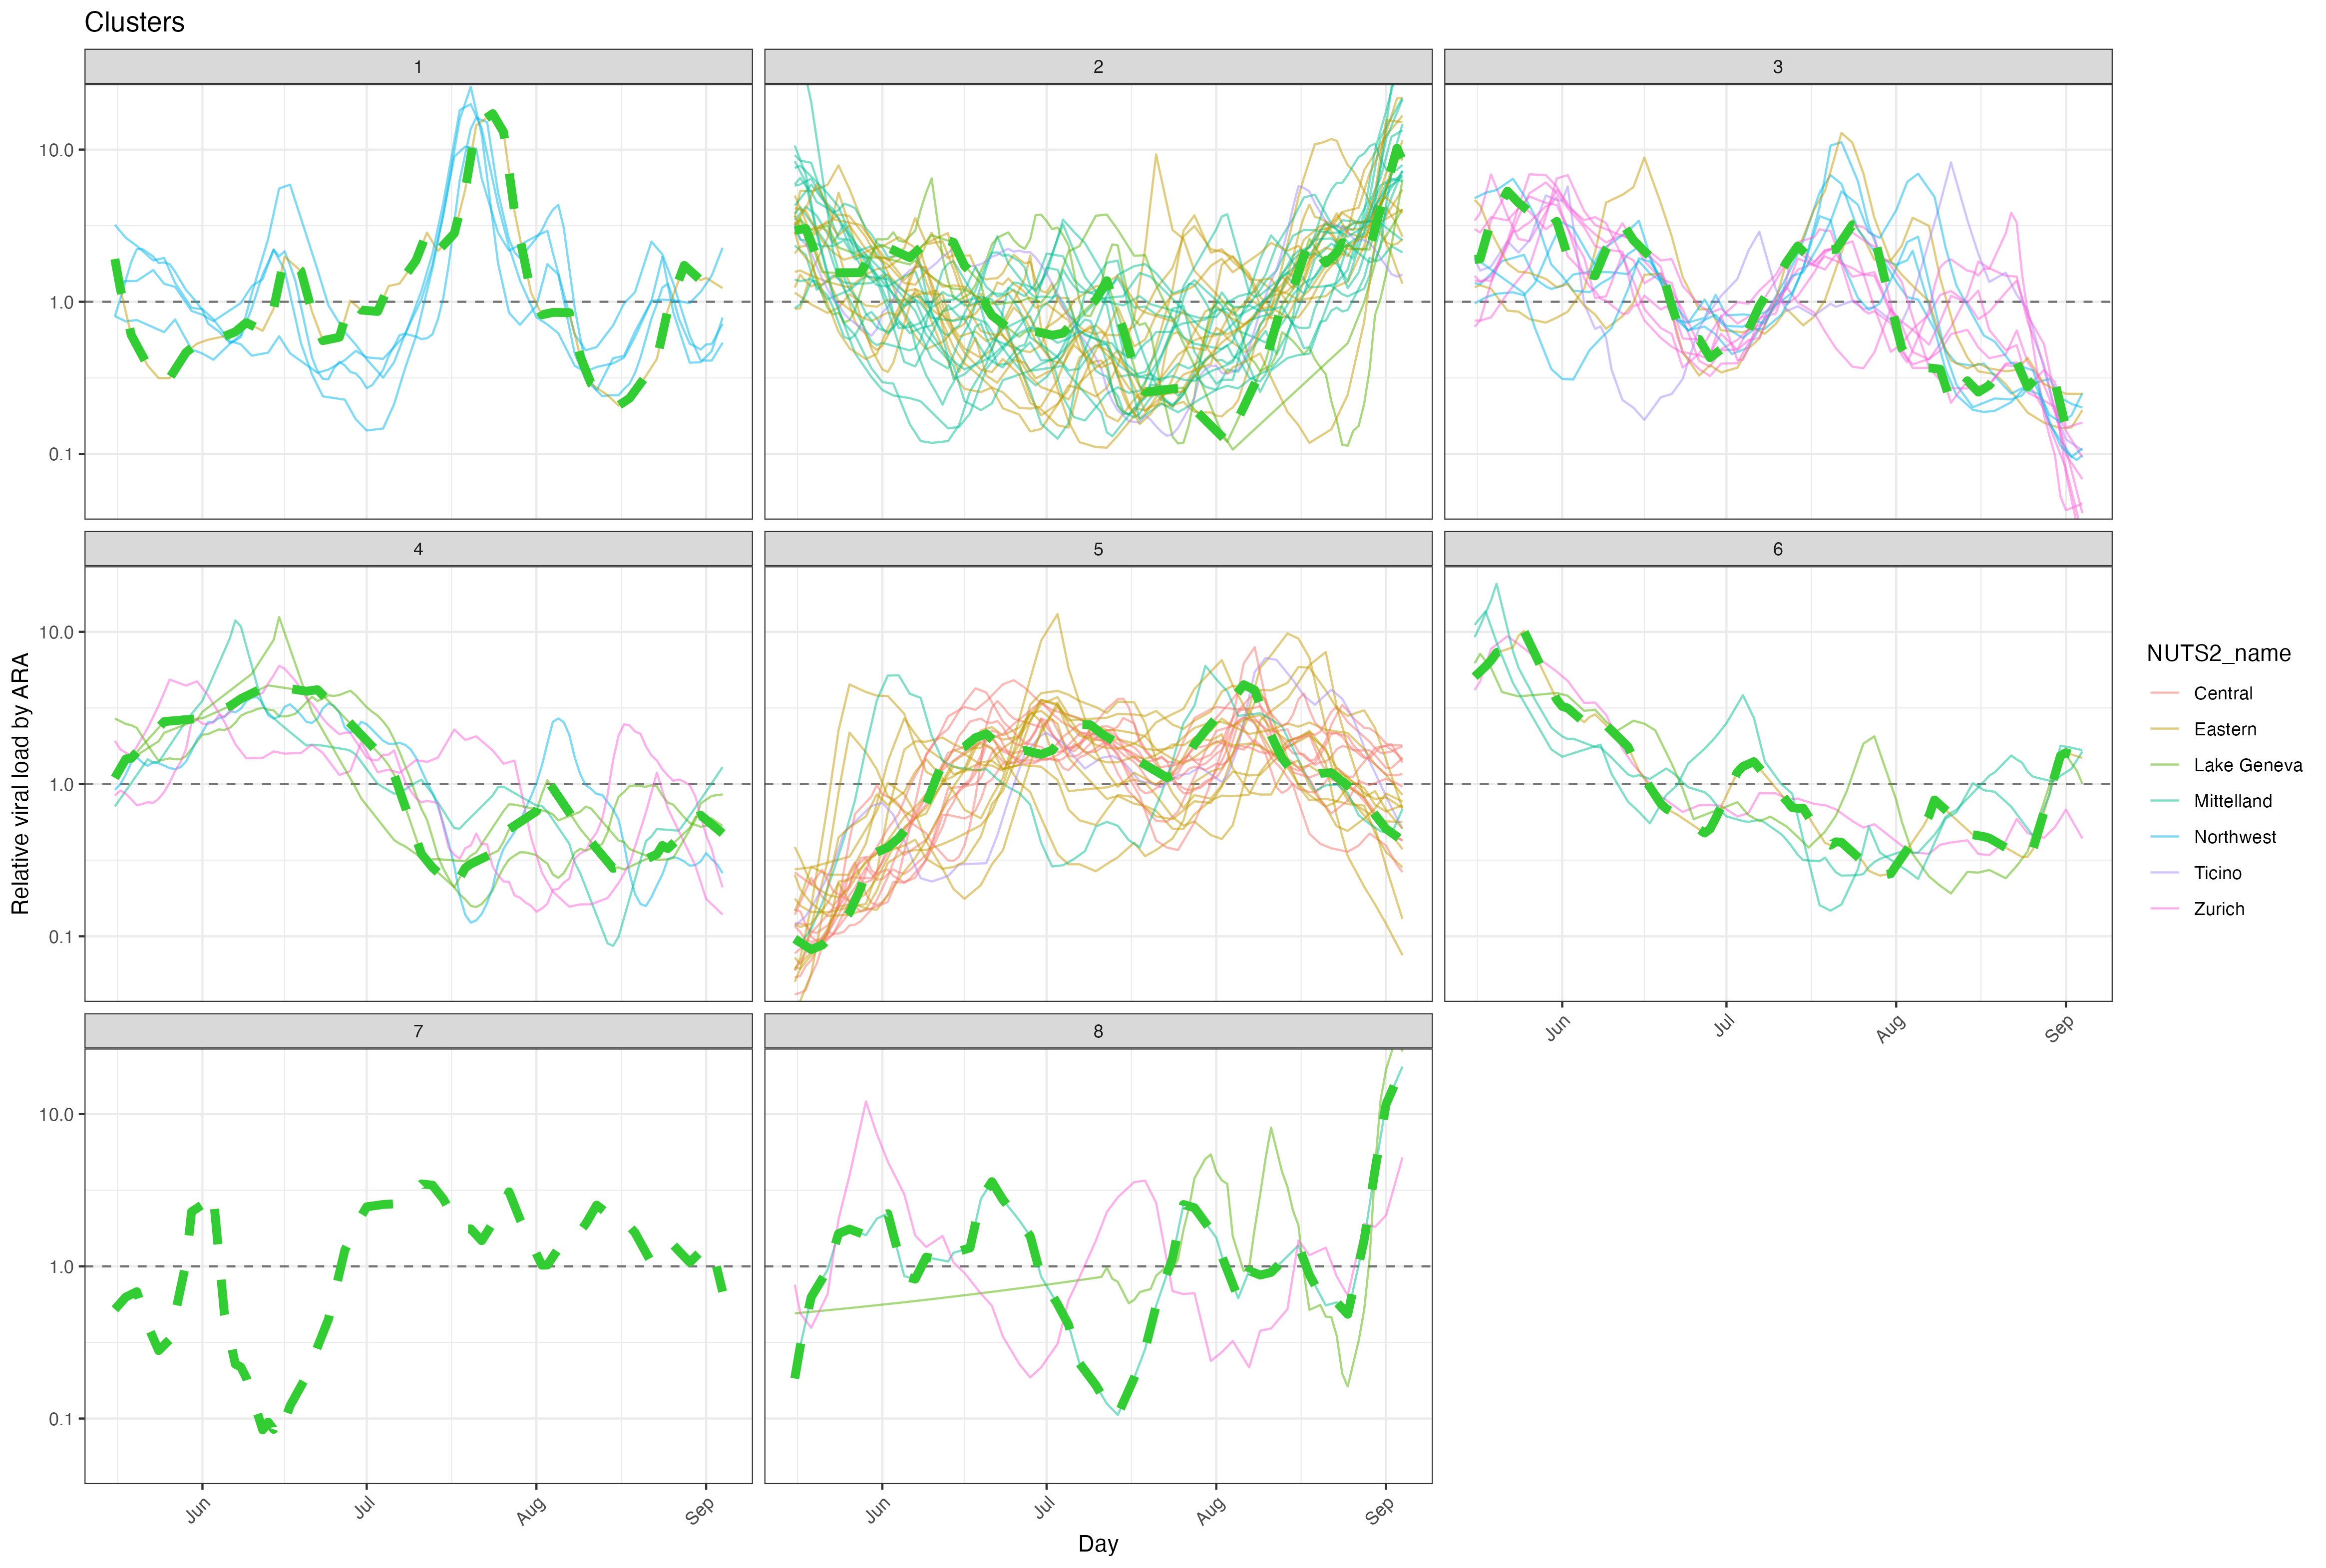 Clusters
1
2
3
10.0
1.0
0.1
4
5
6
10.0
1.0
0.1
Jun
Jul
Aug
Sep
7
8
10.0
1.0
0.1
Jun
Jul
Aug
Sep
Jun
Jul
Aug
Sep
Day
Relative viral load by ARA
NUTS2_name
Central
Eastern
Lake Geneva
Mittelland
Northwest
Ticino
Zurich